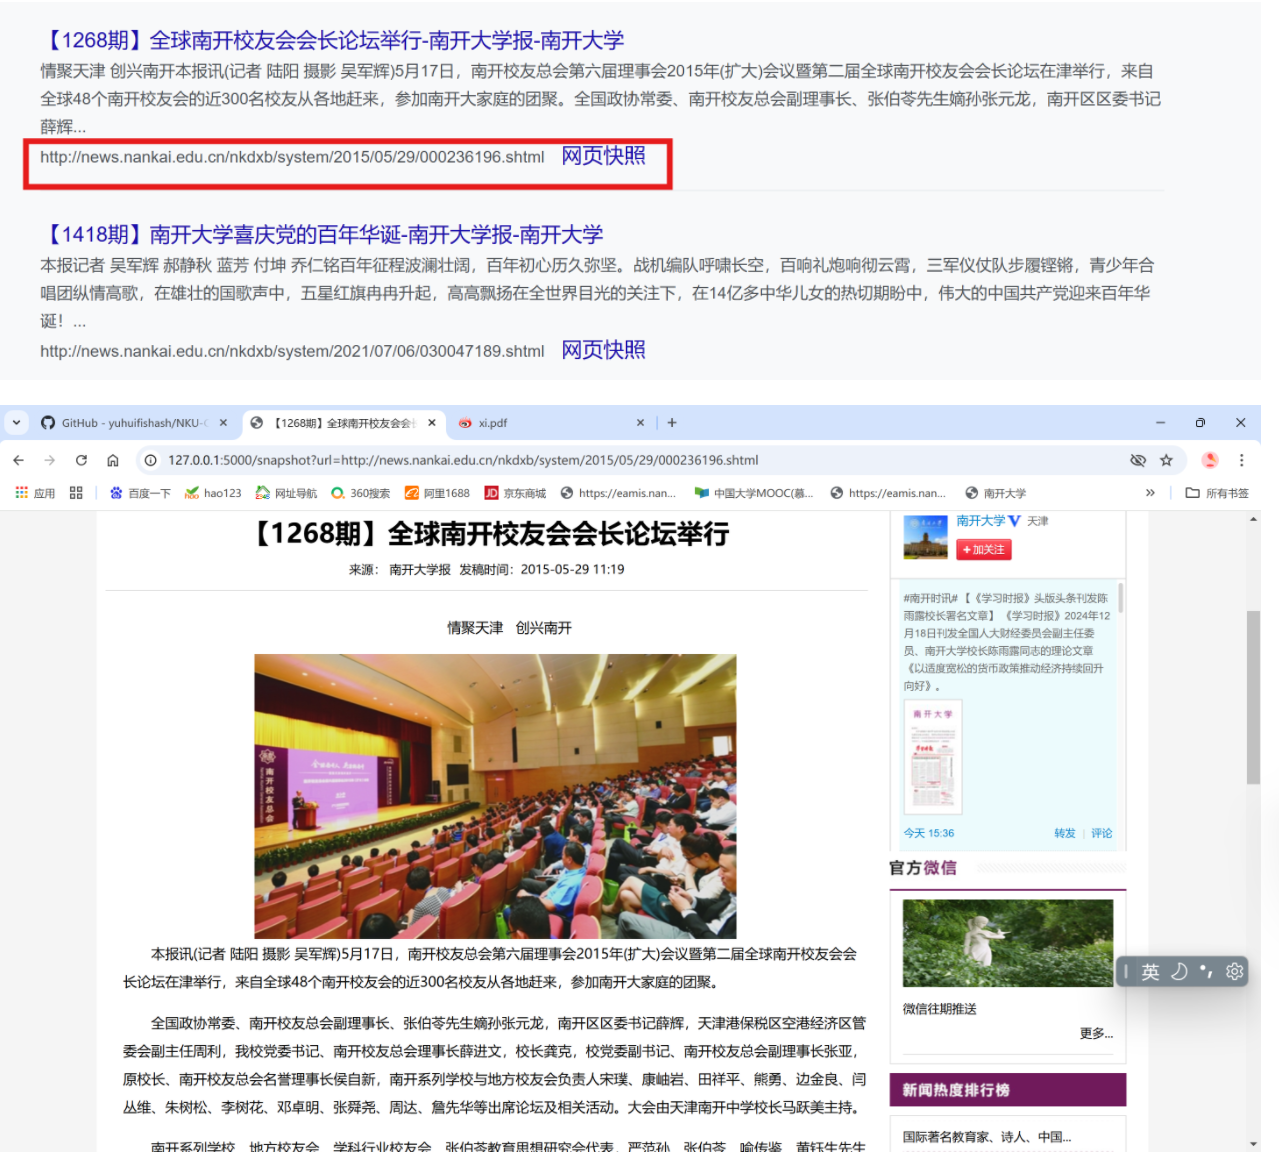 【1268期】全球南开校友会会长论坛举行-南开大学报-南开大学
情聚天津 创兴南开本报讯(记者 陆阳 摄影 吴军辉)5月17日，南开校友总会第六届理事会2015年(扩大)会议暨第二届全球南开校友会会长论坛在津举行，来自
全球48个南开校友会的近300名校友从各地赶来，参加南开大家庭的团聚。全国政协常委、南开校友总会副理事长、张伯苓先生嫡孙张元龙，南开区区委书记
薛辉...
http://news.nankai.edu.cn/nkdxb/system/2015/05/29/000236196.shtml 网页快照
【1418期】南开大学喜庆党的百年华诞-南开大学报-南开大学
本报记者 吴军辉 郝静秋 蓝芳 付坤 乔仁铭百年征程波澜壮阔，百年初心历久弥坚。战机编队呼啸长空，百响礼炮响彻云霄，三军仪仗队步履铿锵，青少年合
唱团纵情高歌，在雄壮的国歌声中，五星红旗冉冉升起，高高飘扬在全世界目光的关注下，在14亿多中华儿女的热切期盼中，伟大的中国共产党迎来百年华
诞！...
http://news.nankai.edu.cn/nkdxb/system/2021/07/06/030047189.shtml 网页快照
GitHub - yuhuifishash/NKU-C
【1268期】全球南开校友会会长
xi.pdf
127.0.0.1:5000/snapshot?url=http://news.nankai.edu.cn/nkdxb/system/2015/05/29/000236196.shtml
应用 百度一下 hao123 网址导航 360搜索 阿里1688 JD 京东商城 https://eamis.nan... 中国大学MOOC(慕... https://eamis.nan... 南开大学 » 所有书签
【1268期】全球南开校友会会长论坛举行
来源： 南开大学报 发稿时间：2015-05-29 11:19
情聚天津 创兴南开
南开校友总会
本报讯(记者 陆阳 摄影 吴军辉)5月17日，南开校友总会第六届理事会2015年(扩大)会议暨第二届全球南开校友会会
长论坛在津举行，来自全球48个南开校友会的近300名校友从各地赶来，参加南开大家庭的团聚。
全国政协常委、南开校友总会副理事长、张伯苓先生嫡孙张元龙，南开区区委书记薛辉，天津港保税区空港经济区管
委会副主任周利，我校党委书记、南开校友总会理事长薛进文，校长龚克，校党委副书记、南开校友总会副理事长张亚，
原校长、南开校友总会名誉理事长侯自新，南开系列学校与地方校友会负责人宋璞、康岫岩、田祥平、熊勇、边金良、闫
丛维、朱树松、李树花、邓卓明、张舜尧、周达、詹先华等出席论坛及相关活动。大会由天津南开中学校长马跃美主持。
南开系列学校、地方校友会、学科行业校友会、张伯苓教育思想研究会代表，严范孙、张伯苓、喻传鉴、黄钰生先生
南开大学 V 天津
+加关注
#南开时讯#【《学习时报》头版头条刊发陈
雨露校长署名文章】《学习时报》2024年12
月18日刊发全国人大财经委员会副主任委
员、南开大学校长陈雨露同志的理论文章
《以适度宽松的货币政策推动经济持续回升
向好》。
南开大学
今天 15:36 转发 | 评论
官方微信
微信往期推送
更多...
新闻热度排行榜
国际著名教育家、诗人、中国...
英